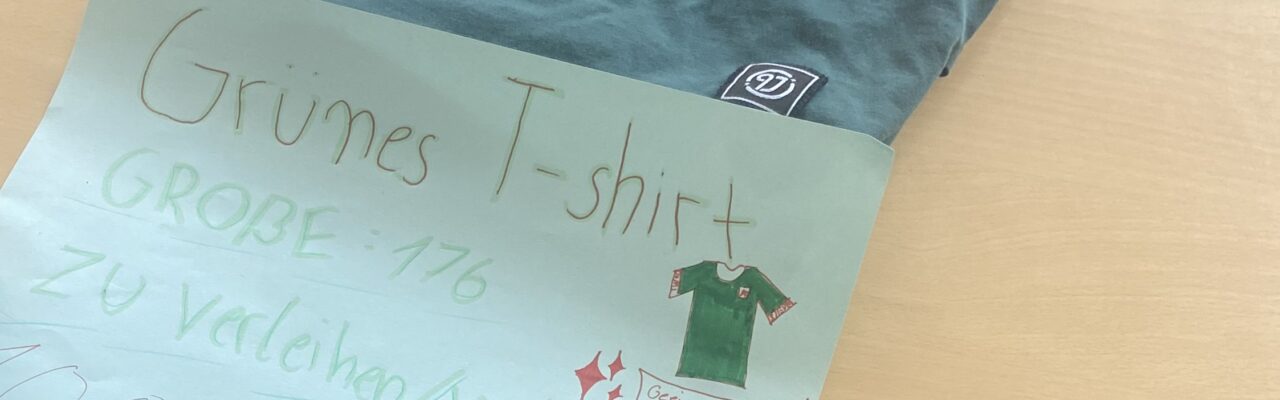 Grünes T-shirt
GROẞE: 176
ZU verleihen